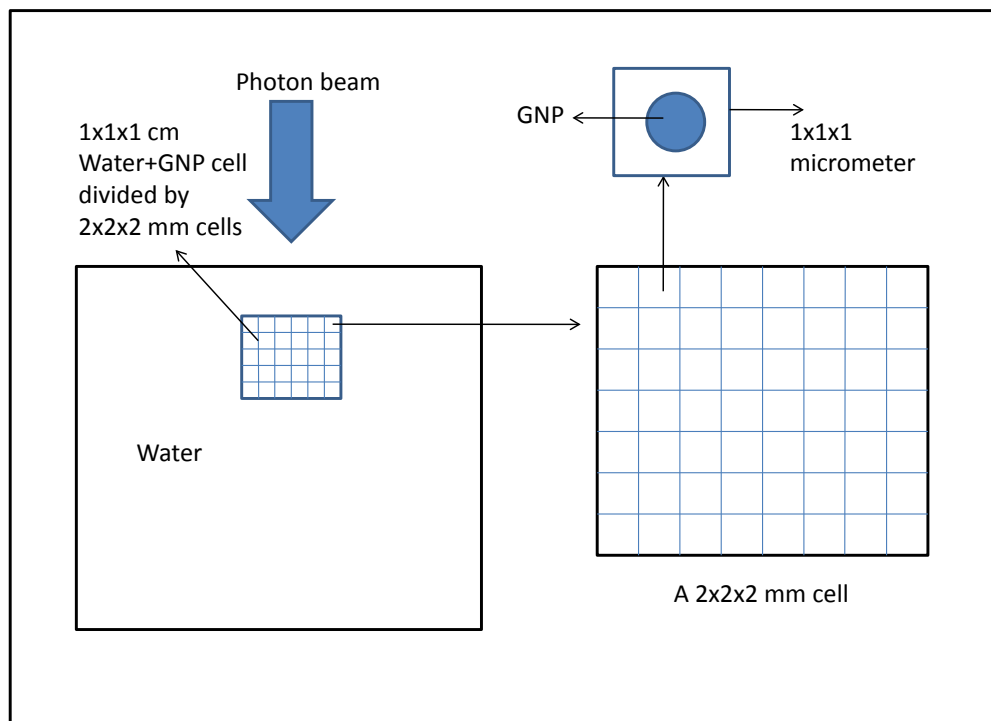 Photon beam
1x1x1 cm
Water+GNP cell
divided by
2x2x2 mm cells
GNP
1x1x1
micrometer
Water
A 2x2x2 mm cell